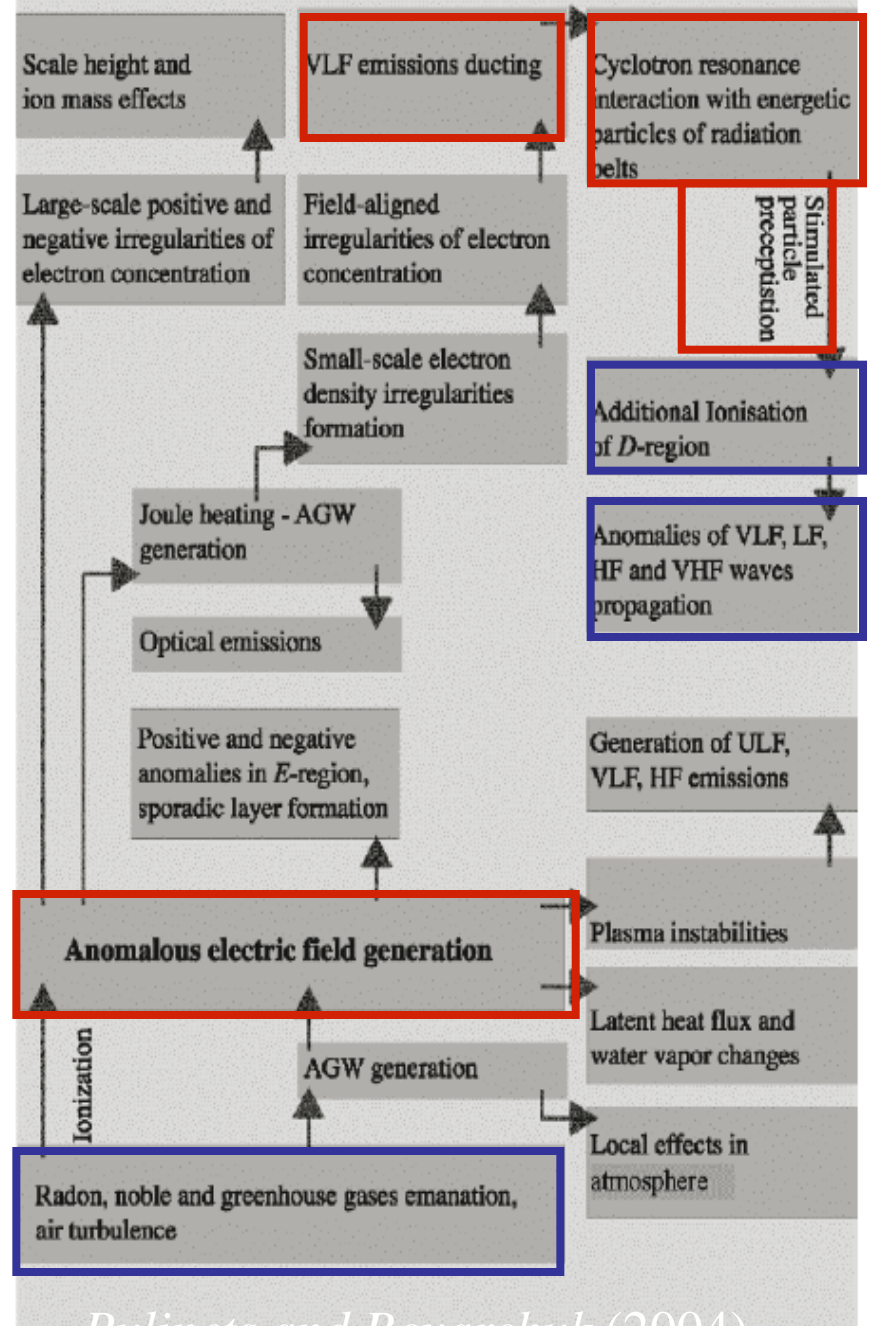 Scale height and
ion mass effects
VLF emissions ducting
Cyclotron resonance
interaction with energetic
particles of radiation
belts
Large-scale positive and
negative irregularities of
electron concentration
Field-aligned
irregularities of electron
concentration
Stimulated
particle
preceptistion
Small-scale electron
density irregularities
formation
Additional Ionisation
of D-region
Joule heating - AGW
generation
Anomalies of VLF, LF,
HF and VHF waves
propagation
Optical emissions
Positive and negative
anomalies in E-region,
sporadic layer formation
Generation of ULF,
VLF, HF emissions
Anomalous electric field generation
Plasma instabilities
Latent heat flux and
water vapor changes
Ionization
AGW generation
Local effects in
atmosphere
Radon, noble and greenhouse gases emanation,
air turbulence
Pulinets and Boyarchuk (2004)